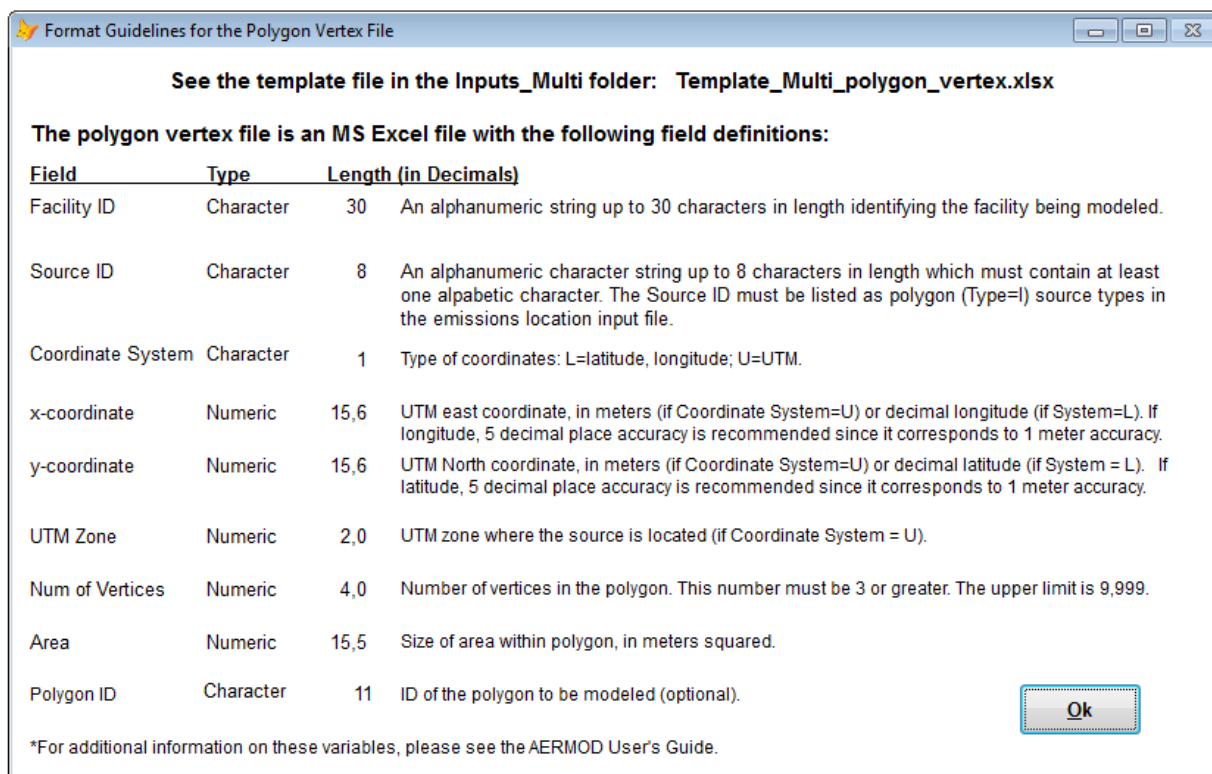 Format Guidelines for the Polygon Vertex File
See the template file in the Inputs_Multi folder: Template_Multi_polygon_vertex.xlsx
The polygon vertex file is an MS Excel file with the following field definitions:
Field Type Length (in Decimals)
Facility ID Character 30 An alphanumeric string up to 30 characters in length identifying the facility being modeled.
Source ID Character 8 An alphanumeric character string up to 8 characters in length which must contain at least
one alpabetic character. The Source ID must be listed as polygon (Type=I) source types in
the emissions location input file.
Coordinate System Character 1 Type of coordinates: L=latitude, longitude; U=UTM.
x-coordinate Numeric 15,6 UTM east coordinate, in meters (if Coordinate System=U) or decimal longitude (if System=L). If
longitude, 5 decimal place accuracy is recommended since it corresponds to 1 meter accuracy.
y-coordinate Numeric 15,6 UTM North coordinate, in meters (if Coordinate System=U) or decimal latitude (if System = L). If
latitude, 5 decimal place accuracy is recommended since it corresponds to 1 meter accuracy.
UTM Zone Numeric 2,0 UTM zone where the source is located (if Coordinate System = U).
Num of Vertices Numeric 4,0 Number of vertices in the polygon. This number must be 3 or greater. The upper limit is 9,999.
Area Numeric 15,5 Size of area within polygon, in meters squared.
Polygon ID Character 11 ID of the polygon to be modeled (optional).
Ok
*For additional information on these variables, please see the AERMOD User's Guide.